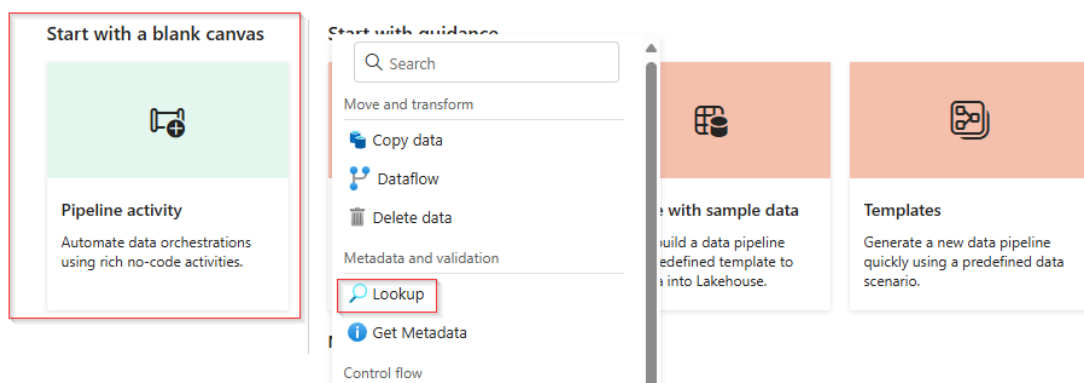 Start with a blank canvas
Start with guidance
Search
Move and transform
Copy data
Dataflow
Delete data
Metadata and validation
Lookup
Get Metadata
Control flow
Pipeline activity
Automate data orchestrations
using rich no-code activities.
with sample data
build a data pipeline
template to
into Lakehouse.
Templates
Generate a new data pipeline
quickly using a predefined data
scenario.